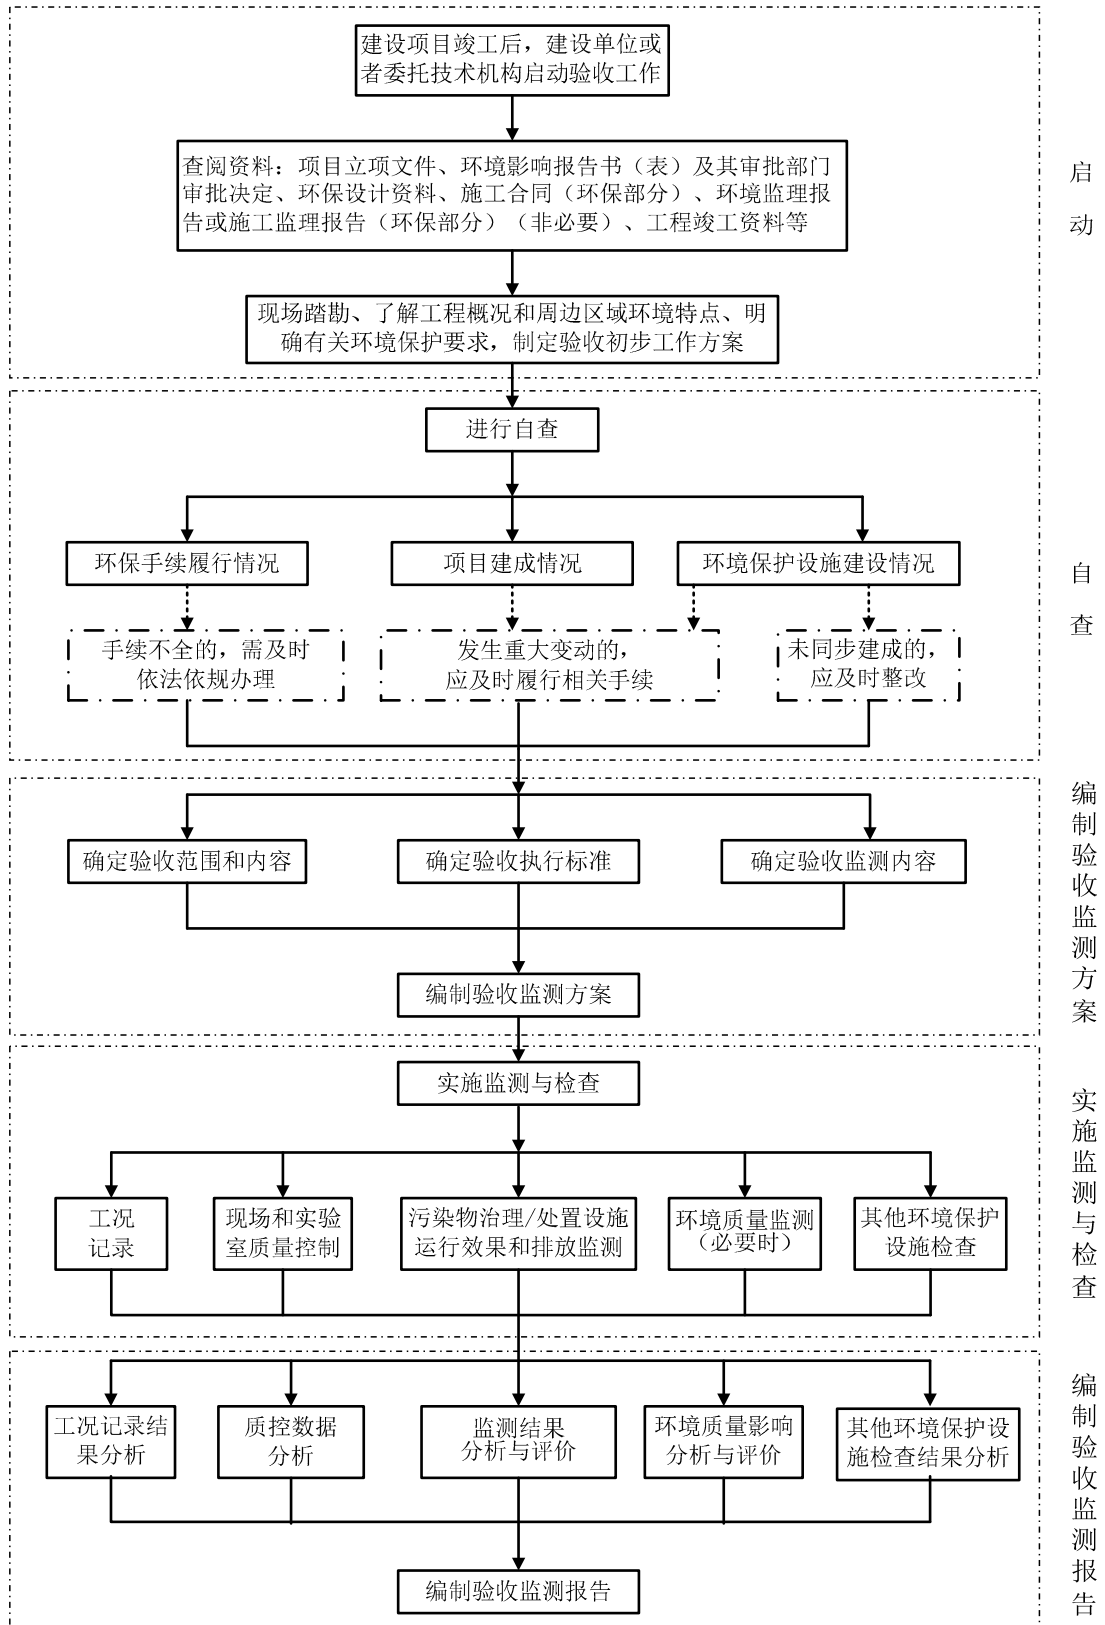 建设项目竣工后，建设单位或
者委托技术机构启动验收工作
查阅资料：项目立项文件、环境影响报告书（表）及其审批部门
审批决定、环保设计资料、施工合同（环保部分）、环境监理报
告或施工监理报告（环保部分）（非必要）、工程竣工资料等
现场踏勘、了解工程概况和周边区域环境特点、明
确有关环境保护要求，制定验收初步工作方案
启动
进行自查
环保手续履行情况
项目建成情况
环境保护设施建设情况
手续不全的，需及时
依法依规办理
发生重大变动的，
应及时履行相关手续
未同步建成的，
应及时整改
自查
确定验收范围和内容
确定验收执行标准
确定验收监测内容
编制验收监测方案
编制验收监测方案
实施监测与检查
工况
记录
现场和实验
室质量控制
污染物治理/处置设施
运行效果和排放监测
环境质量监测
（必要时）
其他环境保护
设施检查
实施监测与检查
工况记录结
果分析
质控数据
分析
监测结果
分析与评价
环境质量影响
分析与评价
其他环境保护设
施检查结果分析
编制验收监测报告
编制验收监测报告